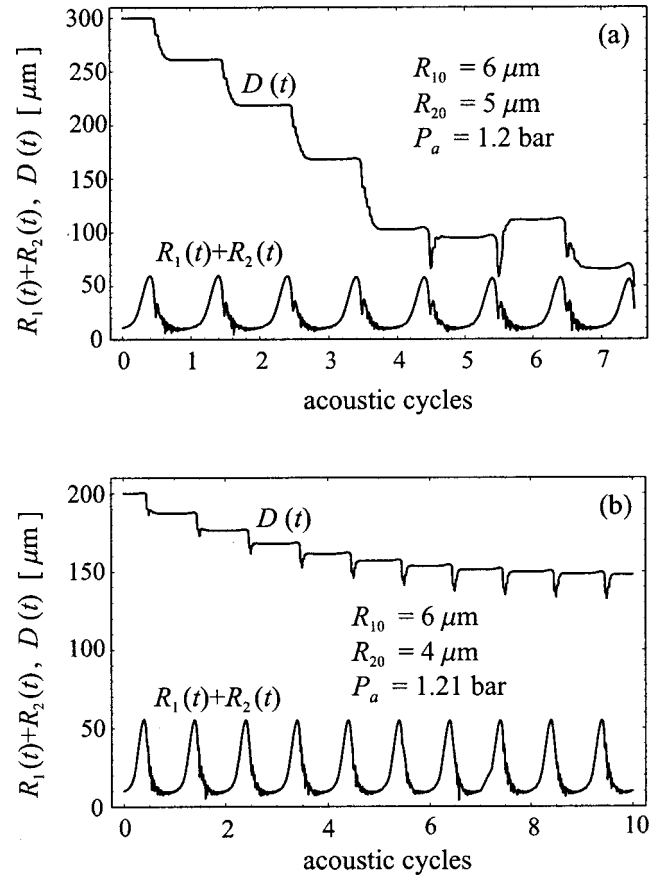 (a)
R₁(t)+R₂(t), D (t) [ μm]
300
250
200
150
100
50
0
D (t)
R₁₀ = 6 μm
R₂₀ = 5 μm
Pₐ = 1.2 bar
R₁(t)+R₂(t)
0 1 2 3 4 5 6 7
acoustic cycles
(b)
R₁(t)+R₂(t), D (t) [ μm]
200
150
100
50
0
D (t)
R₁₀ = 6 μm
R₂₀ = 4 μm
Pₐ = 1.21 bar
R₁(t)+R₂(t)
0 2 4 6 8 10
acoustic cycles